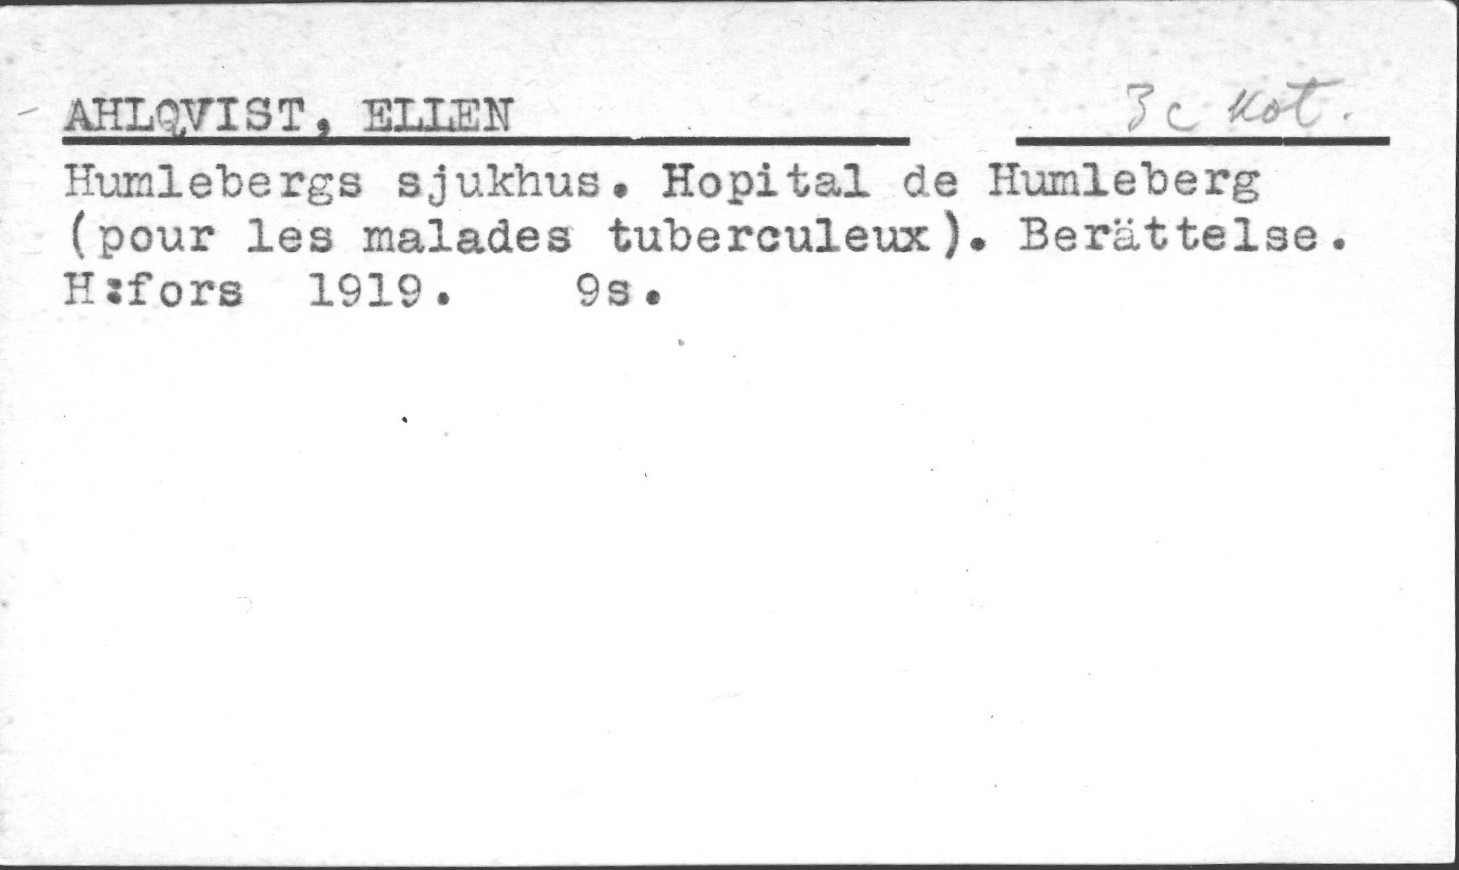 AHLQVIST, ELLEN 3c kot.
Humlebergs sjukhus. Hopital de Humleberg
(pour les malades tuberculeux). Berättelse.
H:fors 1919. 9s.